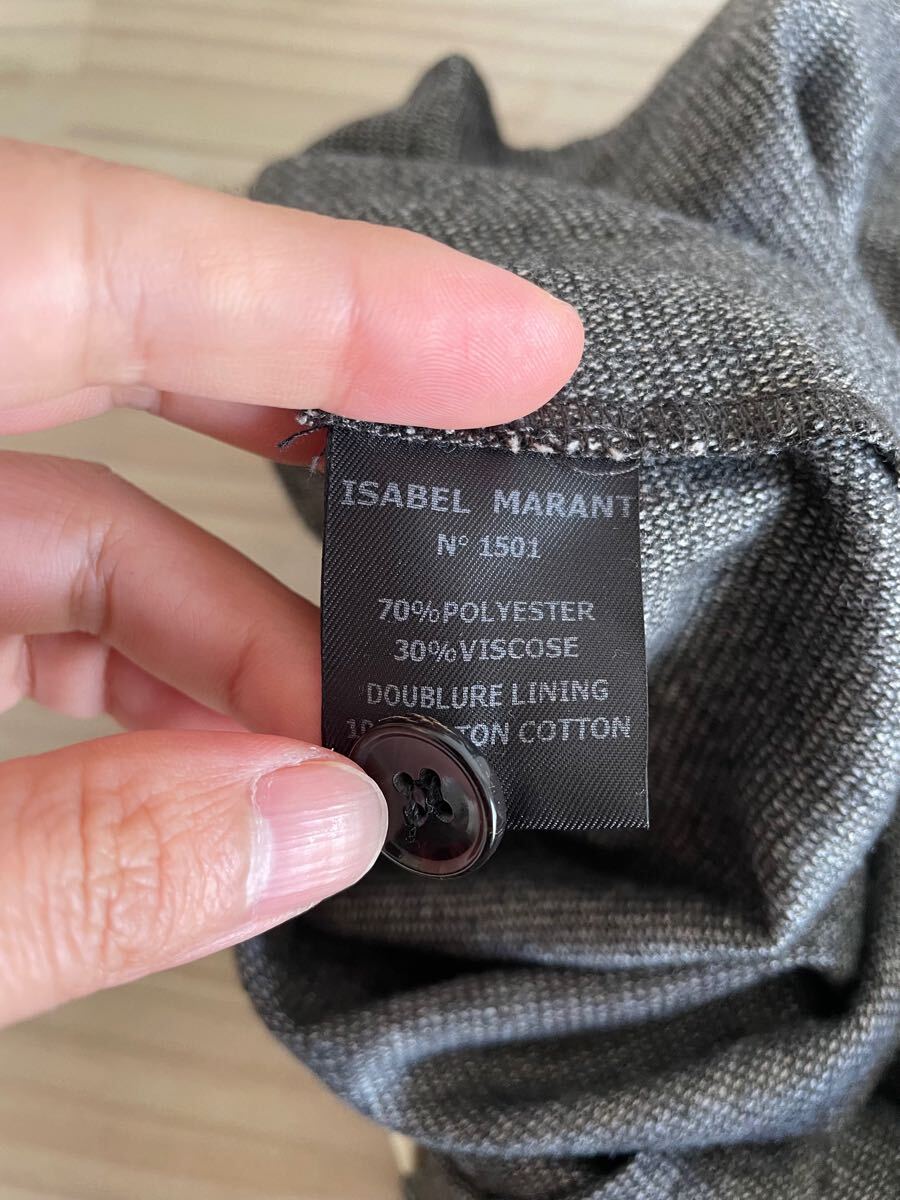 ISABEL MARANT
N° 1501
70%POLYESTER
30%VISCOSE
DOUBLURE LINING
COTTON